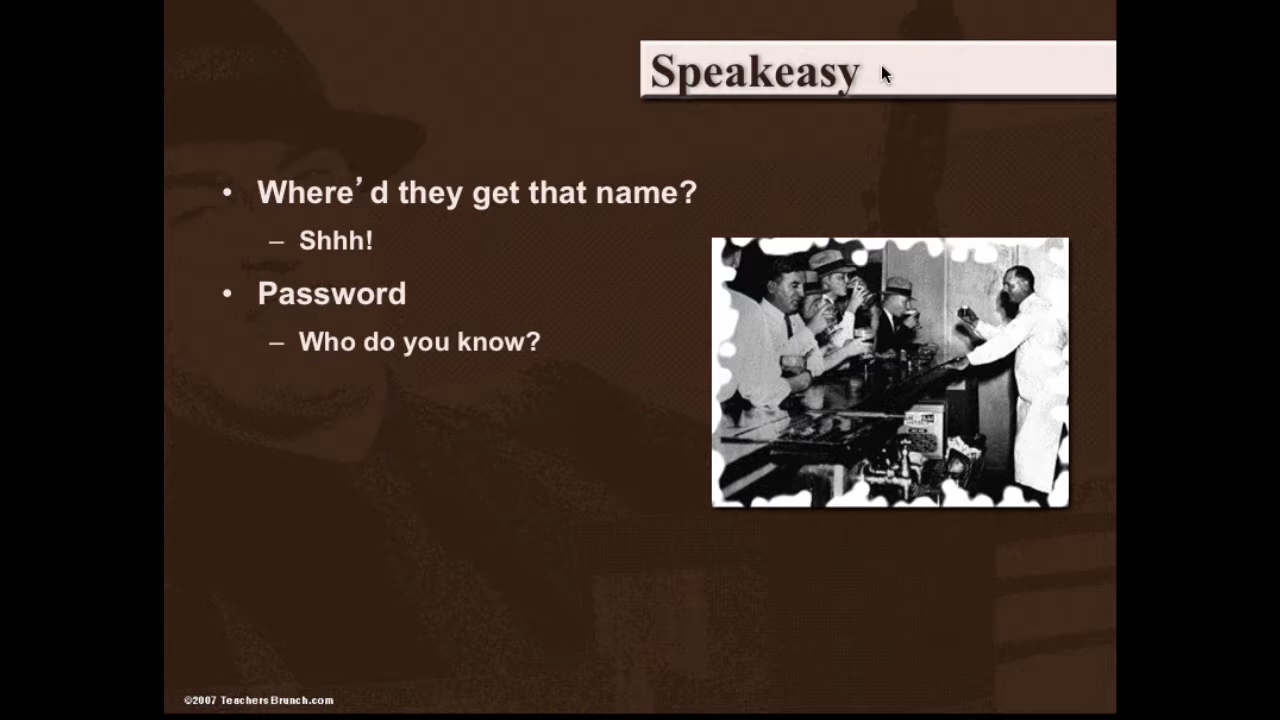 Speakeasy
• Where’d they get that name?
– Shhh!
• Password
– Who do you know?
©2007 TeachersBrunch.com